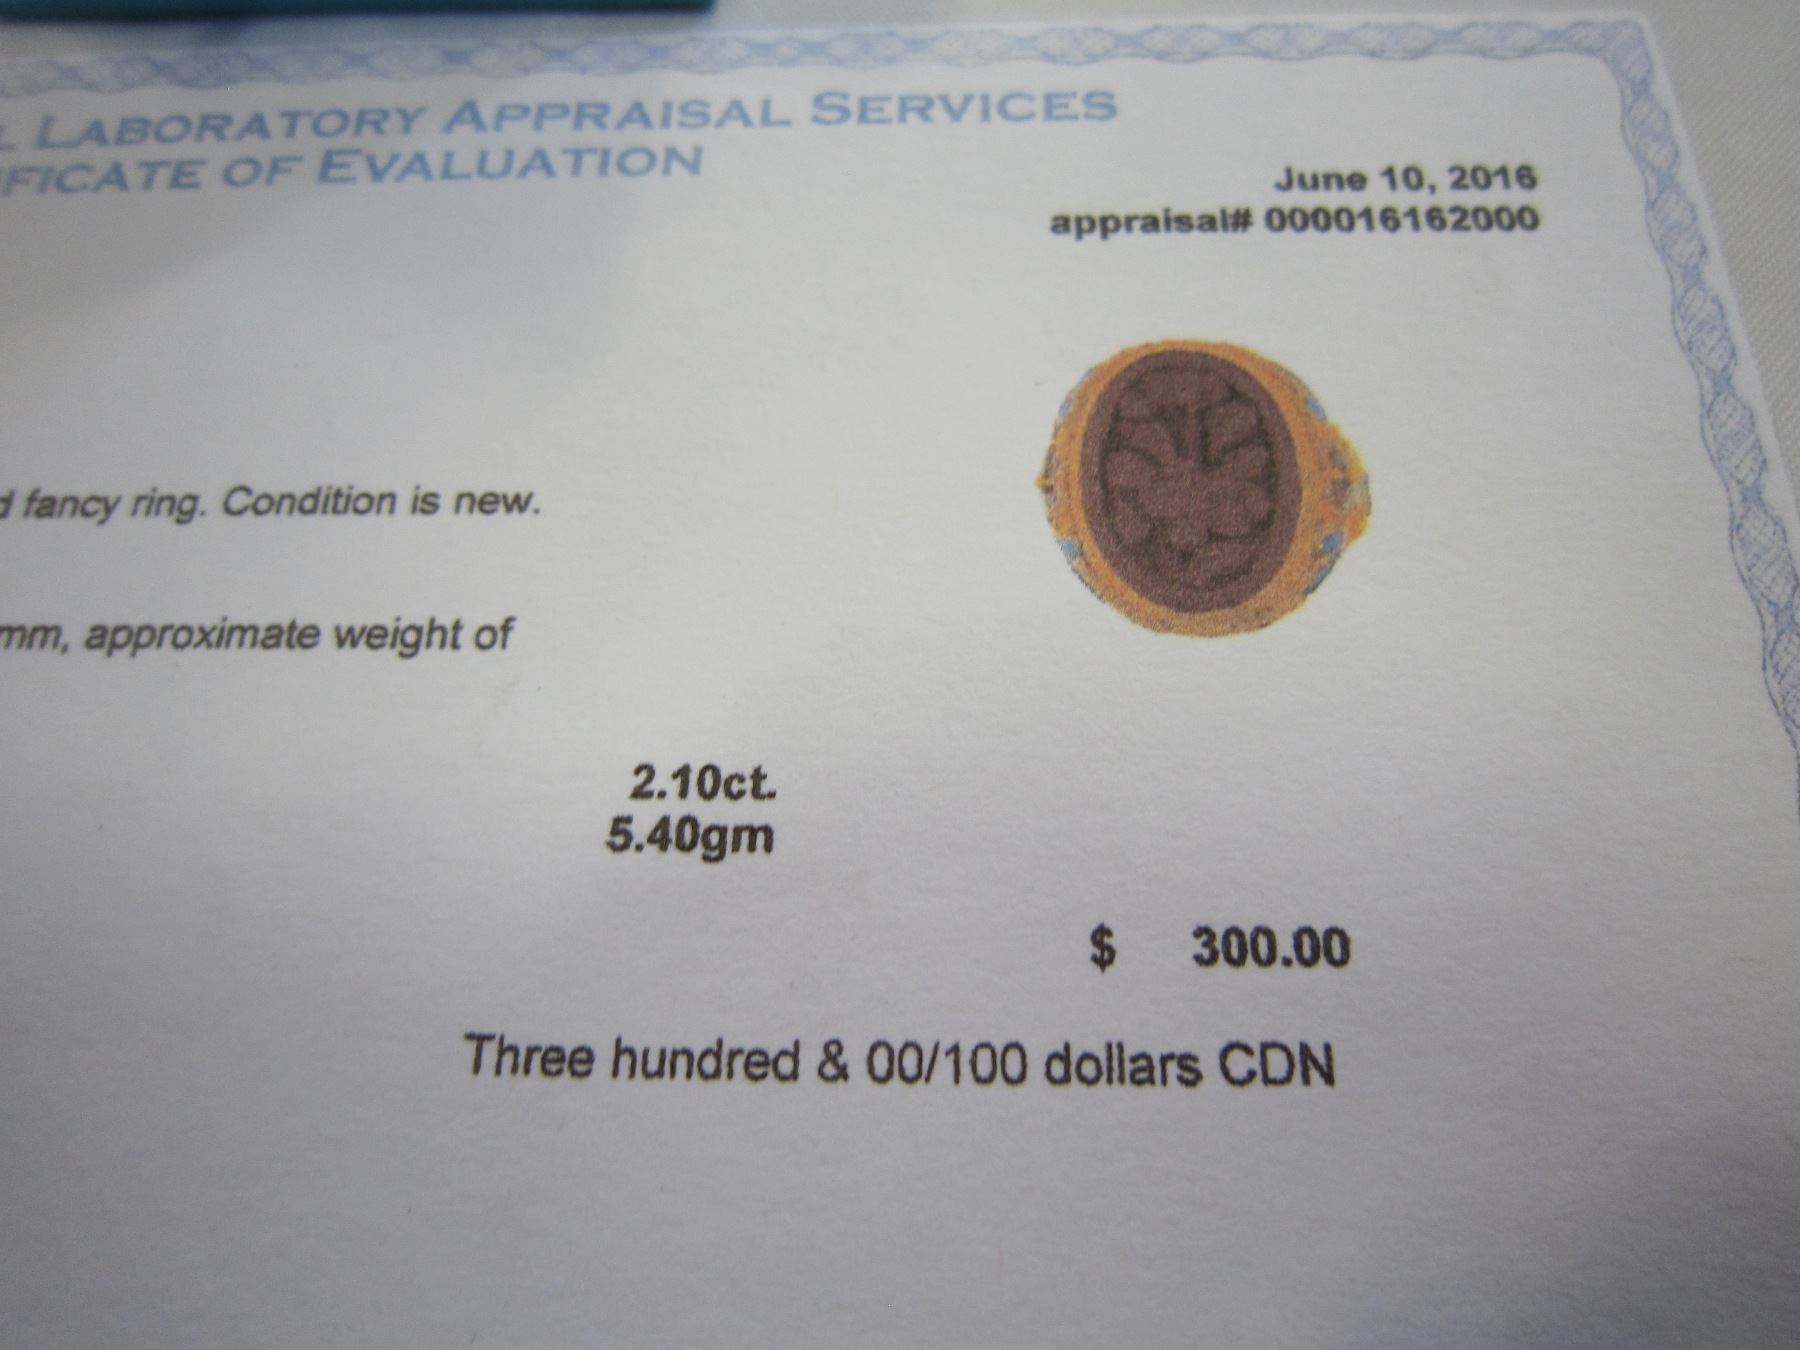 LABORATORY APPRAISAL SERVICES
OF EVALUATION
June 10, 2016
appraisal# 000016162000
fancy ring. Condition is new.
mm, approximate weight of
2.10ct.
5.40gm
$ 300.00
Three hundred & 00/100 dollars CDN